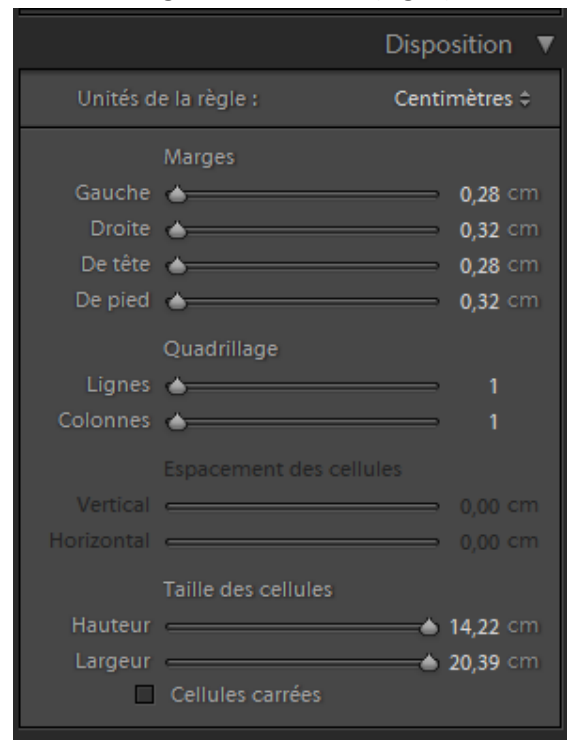 Disposition ▼
Unités de la règle : Centimètres
Marges
Gauche 0,28 cm
Droite 0,32 cm
De tête 0,28 cm
De pied 0,32 cm
Quadrillage
Lignes 1
Colonnes 1
Espacement des cellules
Vertical 0,00 cm
Horizontal 0,00 cm
Taille des cellules
Hauteur 14,22 cm
Largeur 20,39 cm
Cellules carrées